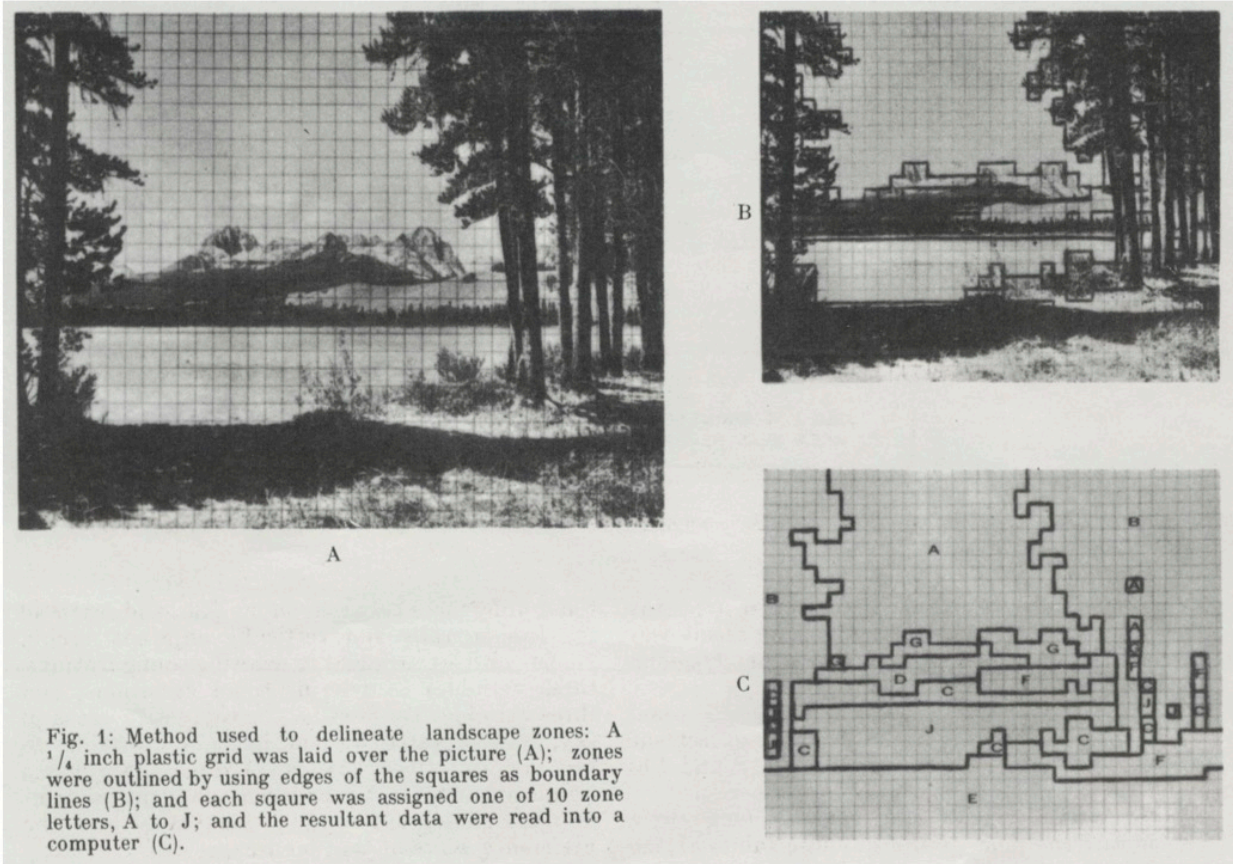 A
B
C
A
B
B
A
A
G
G
G
G
D
C
F
F
C
J
C
C
C
F
E
Fig. 1: Method used to delineate landscape zones: A
1/4 inch plastic grid was laid over the picture (A); zones
were outlined by using edges of the squares as boundary
lines (B); and each sqaure was assigned one of 10 zone
letters, A to J; and the resultant data were read into a
computer (C).